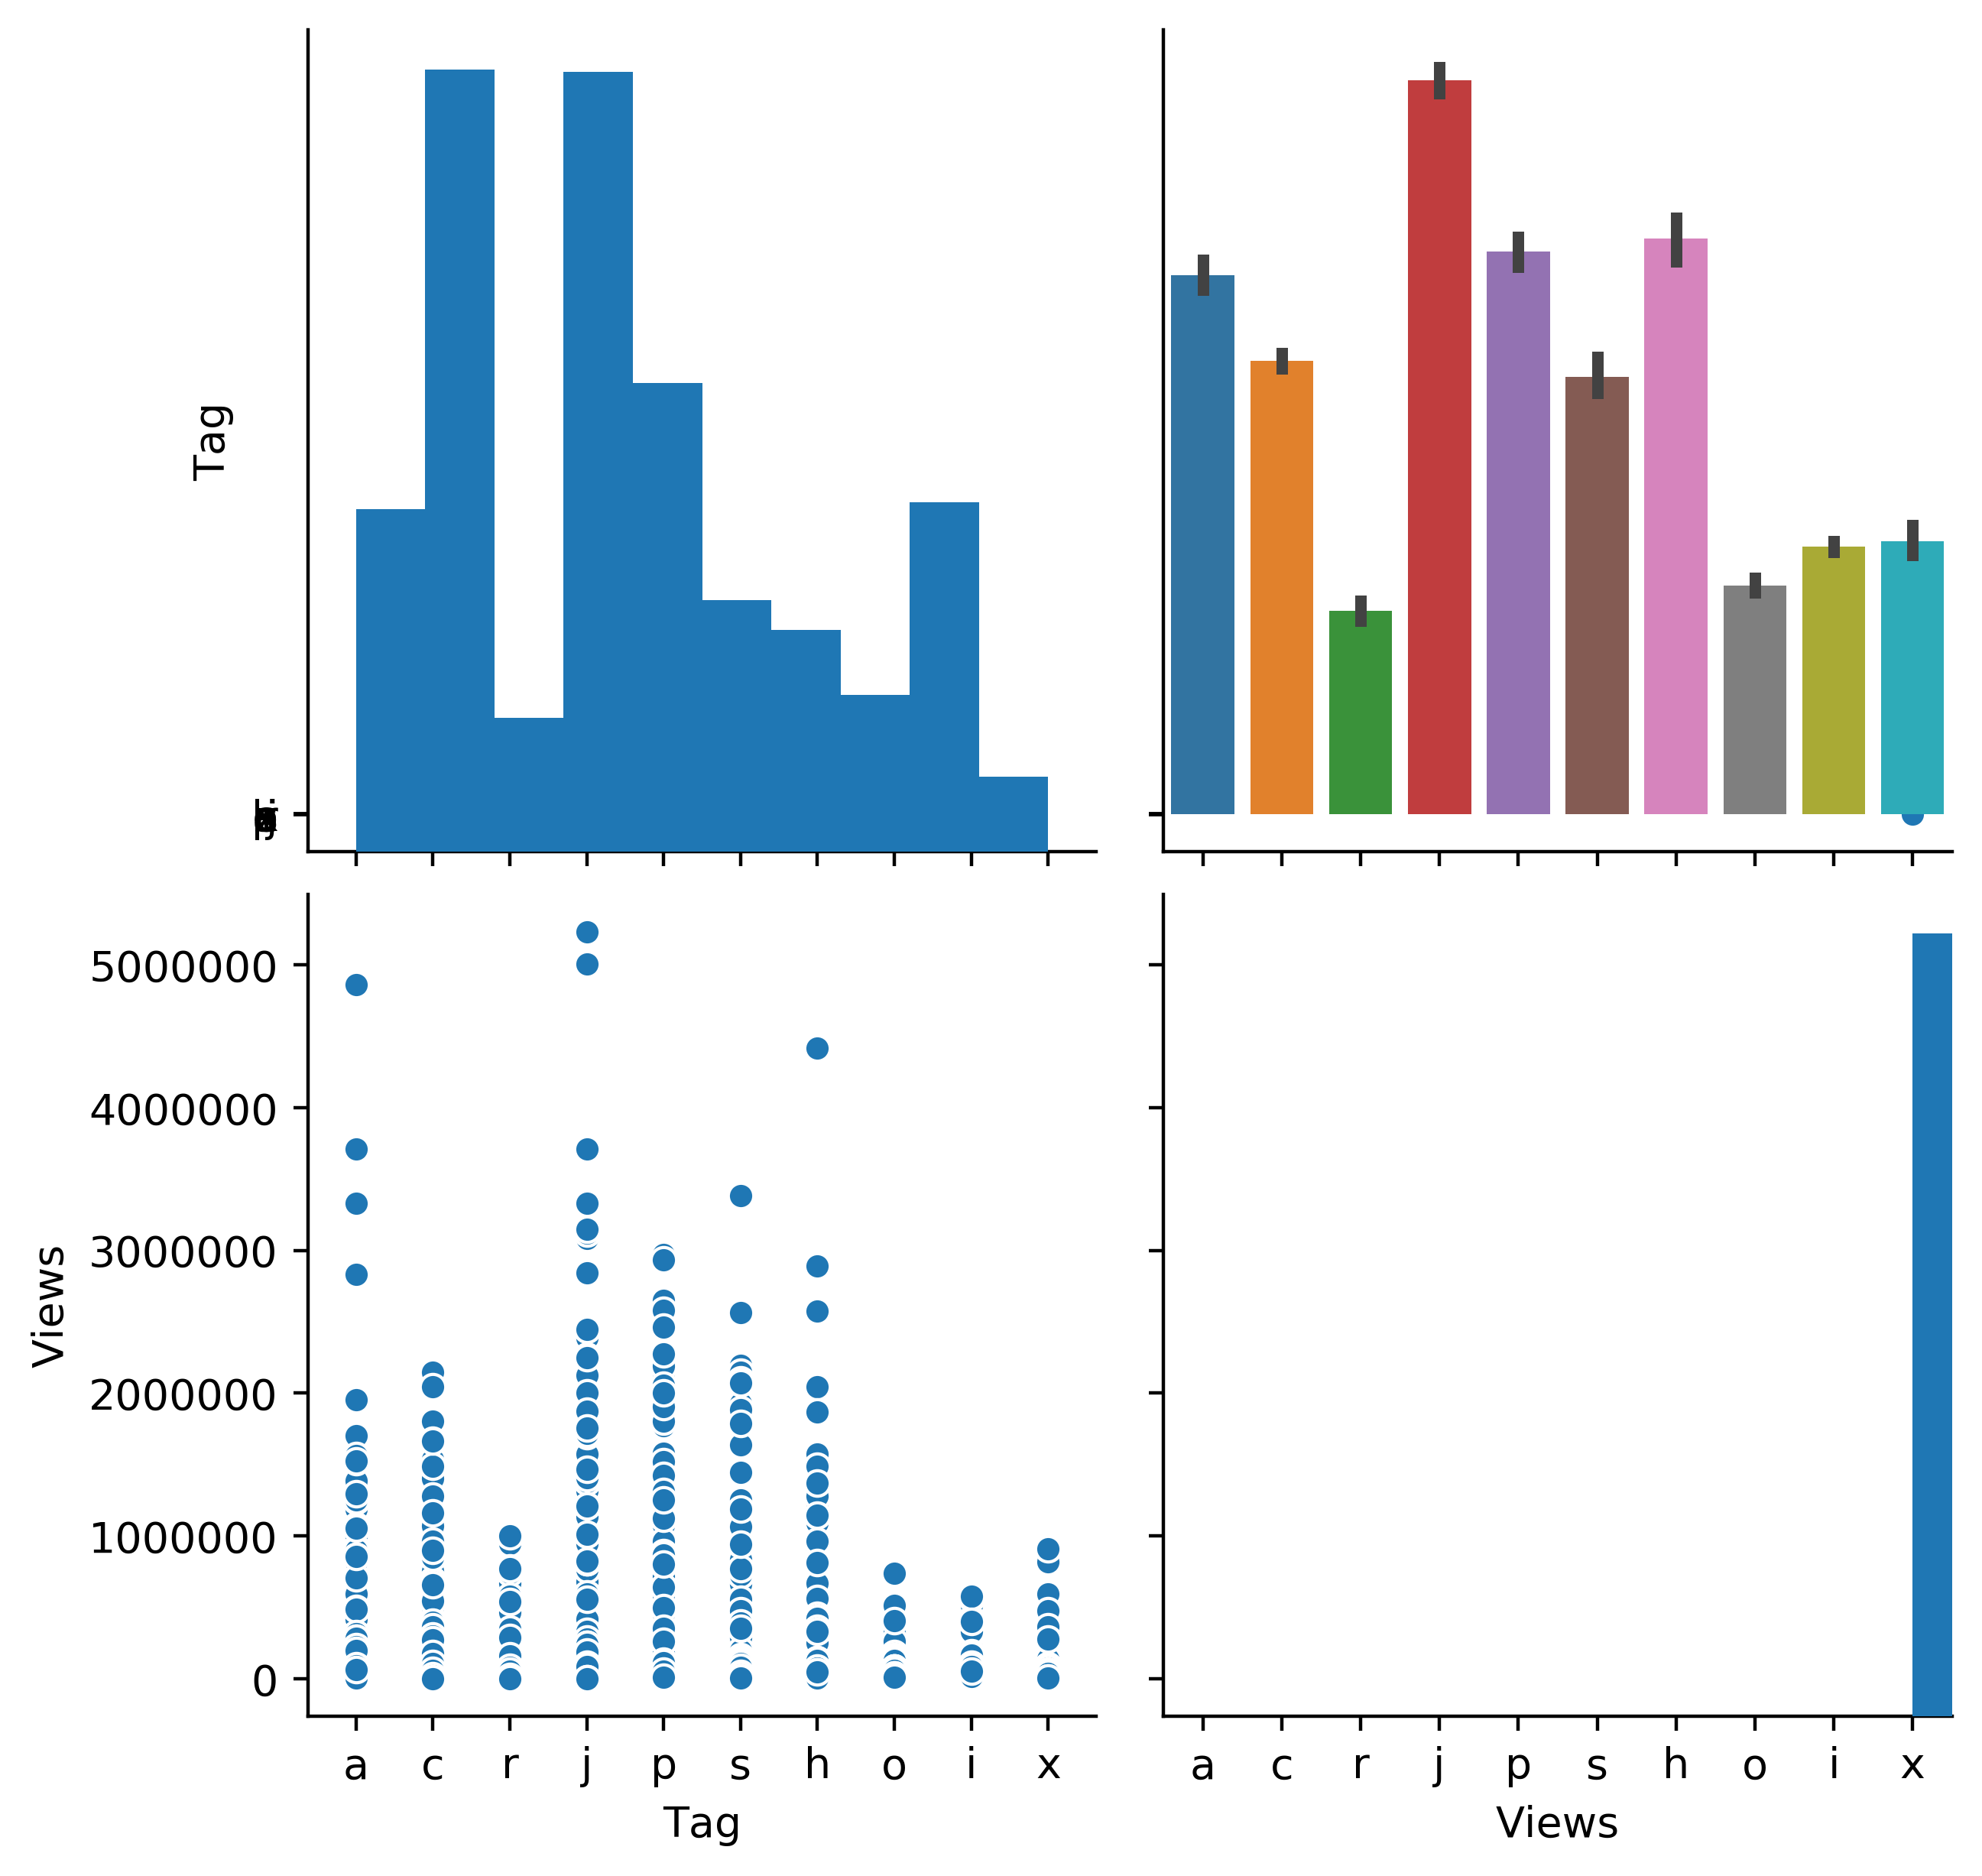 Tag
5000000
4000000
3000000
2000000
1000000
0
Views
a c r j p s h o i x
Tag
a c r j p s h o i x
Views